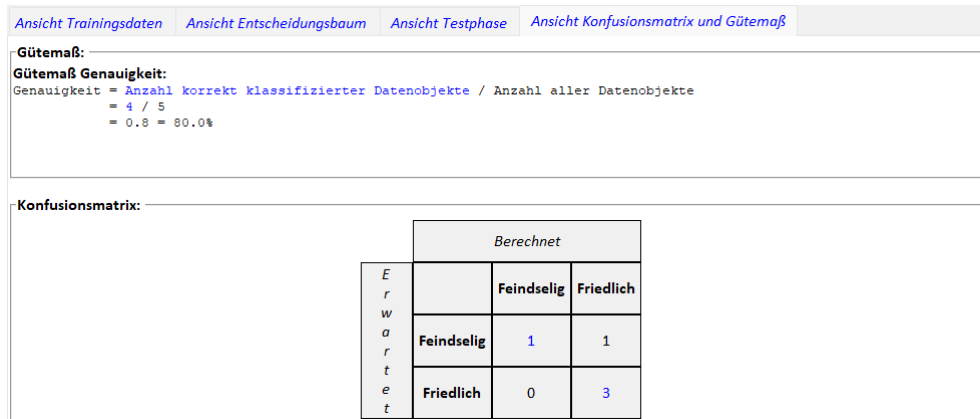 Ansicht Trainingsdaten Ansicht Entscheidungsbaum Ansicht Testphase Ansicht Konfusionsmatrix und Gütemaß
Gütemaß:
Gütemaß Genauigkeit:
Genauigkeit = Anzahl korrekt klassifizierter Datenobjekte / Anzahl aller Datenobjekte
= 4 / 5
= 0.8 = 80.0%
Konfusionsmatrix:
Berechnet
Erwartet
Feindselig Friedlich
Feindselig 1 1
Friedlich 0 3